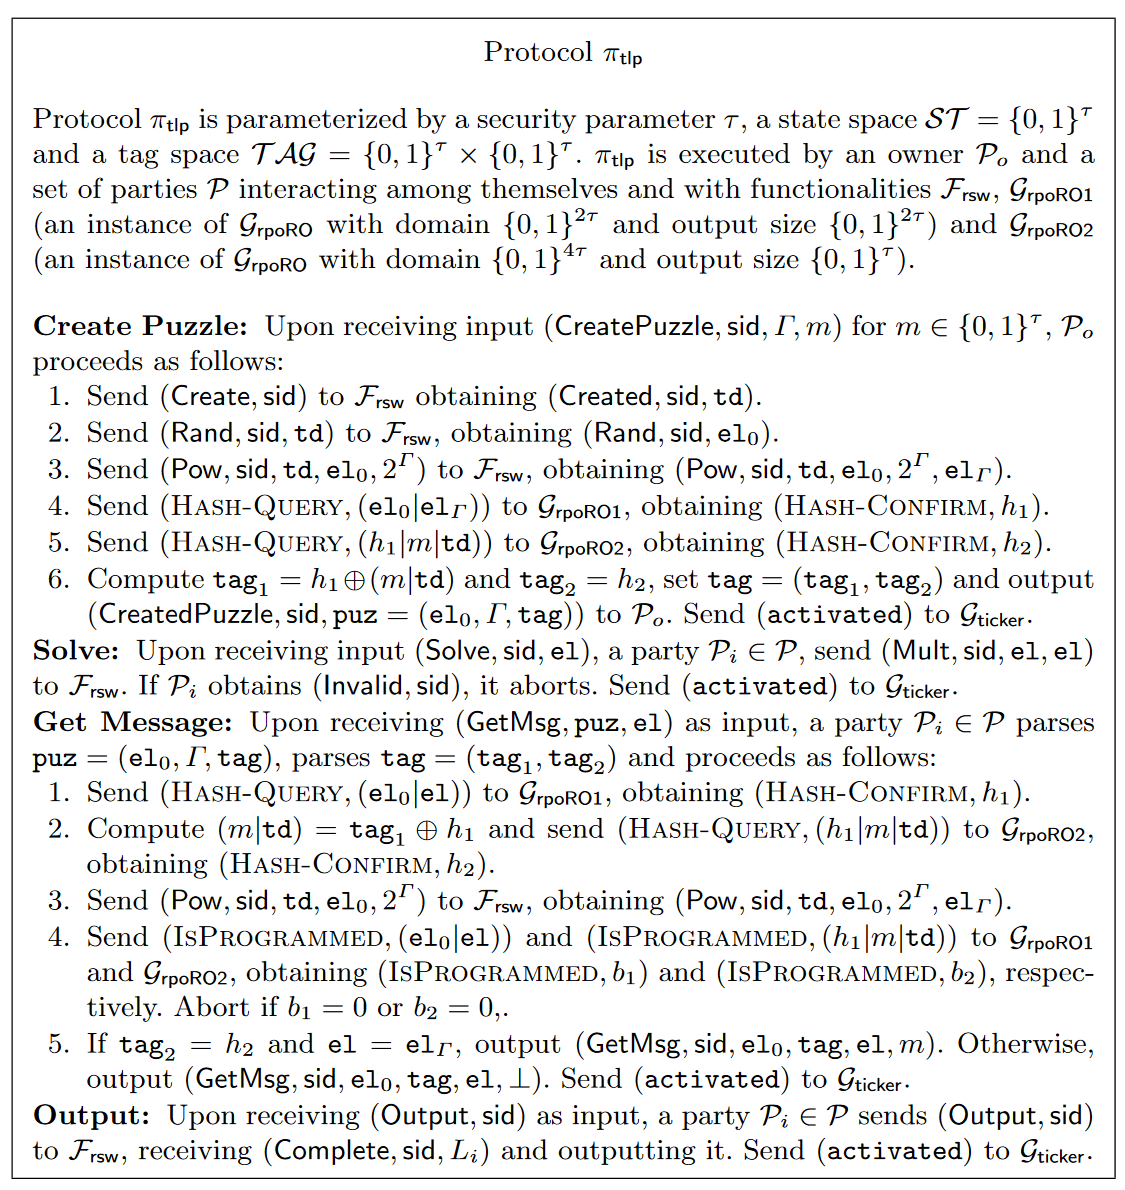 Protocol π_tlp
Protocol π_tlp is parameterized by a security parameter τ, a state space 𝒮𝒯 = {0, 1}^τ
and a tag space 𝒯𝒜𝒢 = {0, 1}^τ × {0, 1}^τ. π_tlp is executed by an owner 𝒫_o and a
set of parties 𝒫 interacting among themselves and with functionalities ℱ_rsw, 𝒢_rpoRO1
(an instance of 𝒢_rpoRO with domain {0, 1}^{2τ} and output size {0, 1}^{2τ}) and 𝒢_rpoRO2
(an instance of 𝒢_rpoRO with domain {0, 1}^{4τ} and output size {0, 1}^τ).
Create Puzzle: Upon receiving input (CreatePuzzle, sid, Γ, m) for m ∈ {0, 1}^τ, 𝒫_o
proceeds as follows:
1. Send (Create, sid) to ℱ_rsw obtaining (Created, sid, td).
2. Send (Rand, sid, td) to ℱ_rsw, obtaining (Rand, sid, el_0).
3. Send (Pow, sid, td, el_0, 2^Γ) to ℱ_rsw, obtaining (Pow, sid, td, el_0, 2^Γ, el_Γ).
4. Send (HASH-QUERY, (el_0|el_Γ)) to 𝒢_rpoRO1, obtaining (HASH-CONFIRM, h_1).
5. Send (HASH-QUERY, (h_1|m|td)) to 𝒢_rpoRO2, obtaining (HASH-CONFIRM, h_2).
6. Compute tag_1 = h_1 ⊕ (m|td) and tag_2 = h_2, set tag = (tag_1, tag_2) and output
(CreatedPuzzle, sid, puz = (el_0, Γ, tag)) to 𝒫_o. Send (activated) to 𝒢_ticker.
Solve: Upon receiving input (Solve, sid, el), a party 𝒫_i ∈ 𝒫, send (Mult, sid, el, el)
to ℱ_rsw. If 𝒫_i obtains (Invalid, sid), it aborts. Send (activated) to 𝒢_ticker.
Get Message: Upon receiving (GetMsg, puz, el) as input, a party 𝒫_i ∈ 𝒫 parses
puz = (el_0, Γ, tag), parses tag = (tag_1, tag_2) and proceeds as follows:
1. Send (HASH-QUERY, (el_0|el)) to 𝒢_rpoRO1, obtaining (HASH-CONFIRM, h_1).
2. Compute (m|td) = tag_1 ⊕ h_1 and send (HASH-QUERY, (h_1|m|td)) to 𝒢_rpoRO2,
obtaining (HASH-CONFIRM, h_2).
3. Send (Pow, sid, td, el_0, 2^Γ) to ℱ_rsw, obtaining (Pow, sid, td, el_0, 2^Γ, el_Γ).
4. Send (ISPROGRAMMED, (el_0|el)) and (ISPROGRAMMED, (h_1|m|td)) to 𝒢_rpoRO1
and 𝒢_rpoRO2, obtaining (ISPROGRAMMED, b_1) and (ISPROGRAMMED, b_2), respec-
tively. Abort if b_1 = 0 or b_2 = 0,.
5. If tag_2 = h_2 and el = el_Γ, output (GetMsg, sid, el_0, tag, el, m). Otherwise,
output (GetMsg, sid, el_0, tag, el, ⊥). Send (activated) to 𝒢_ticker.
Output: Upon receiving (Output, sid) as input, a party 𝒫_i ∈ 𝒫 sends (Output, sid)
to ℱ_rsw, receiving (Complete, sid, L_i) and outputting it. Send (activated) to 𝒢_ticker.